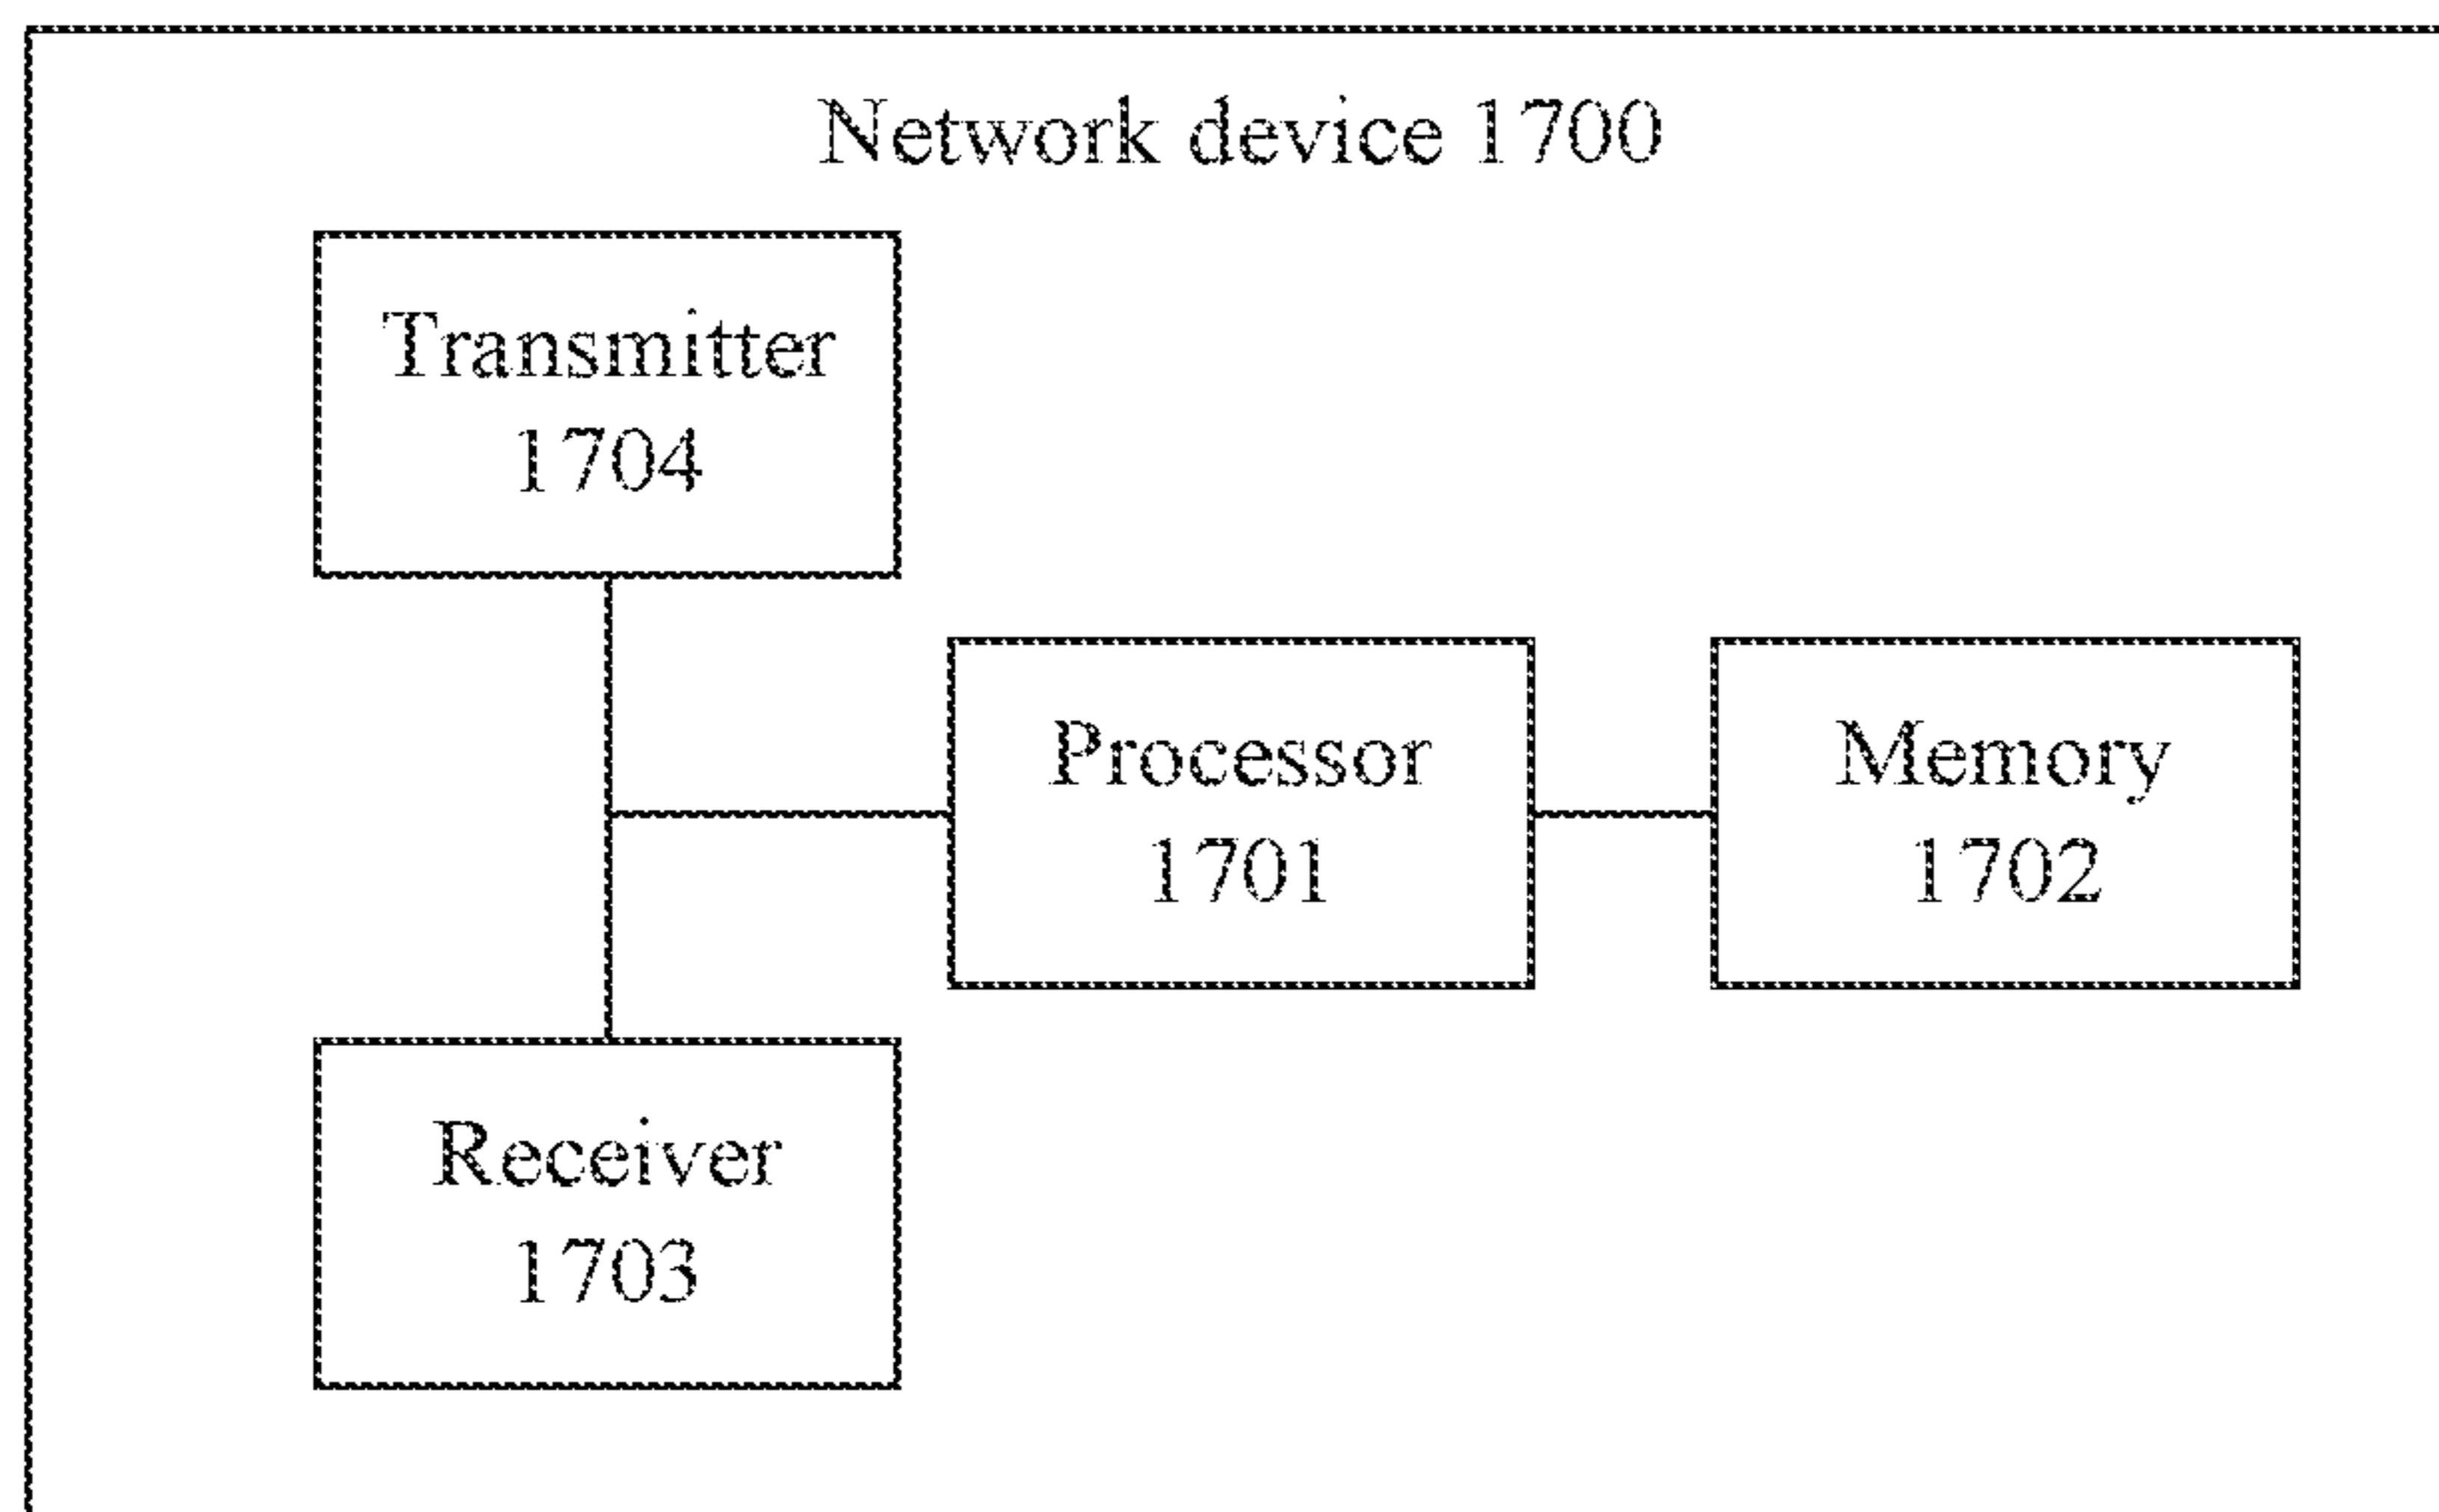 Network device 1700
Transmitter
1704
Processor
1701
Memory
1702
Receiver
1703